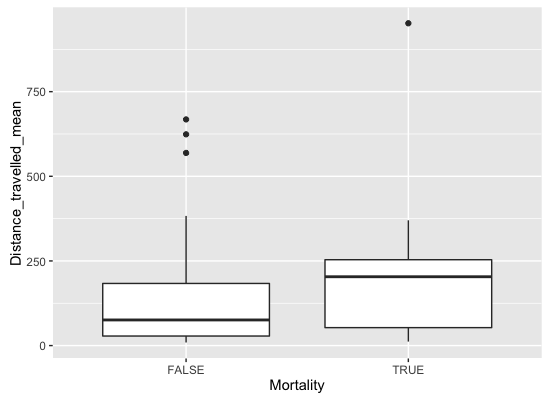 Distance_travelled_mean
750
500
250
0
FALSE
TRUE
Mortality